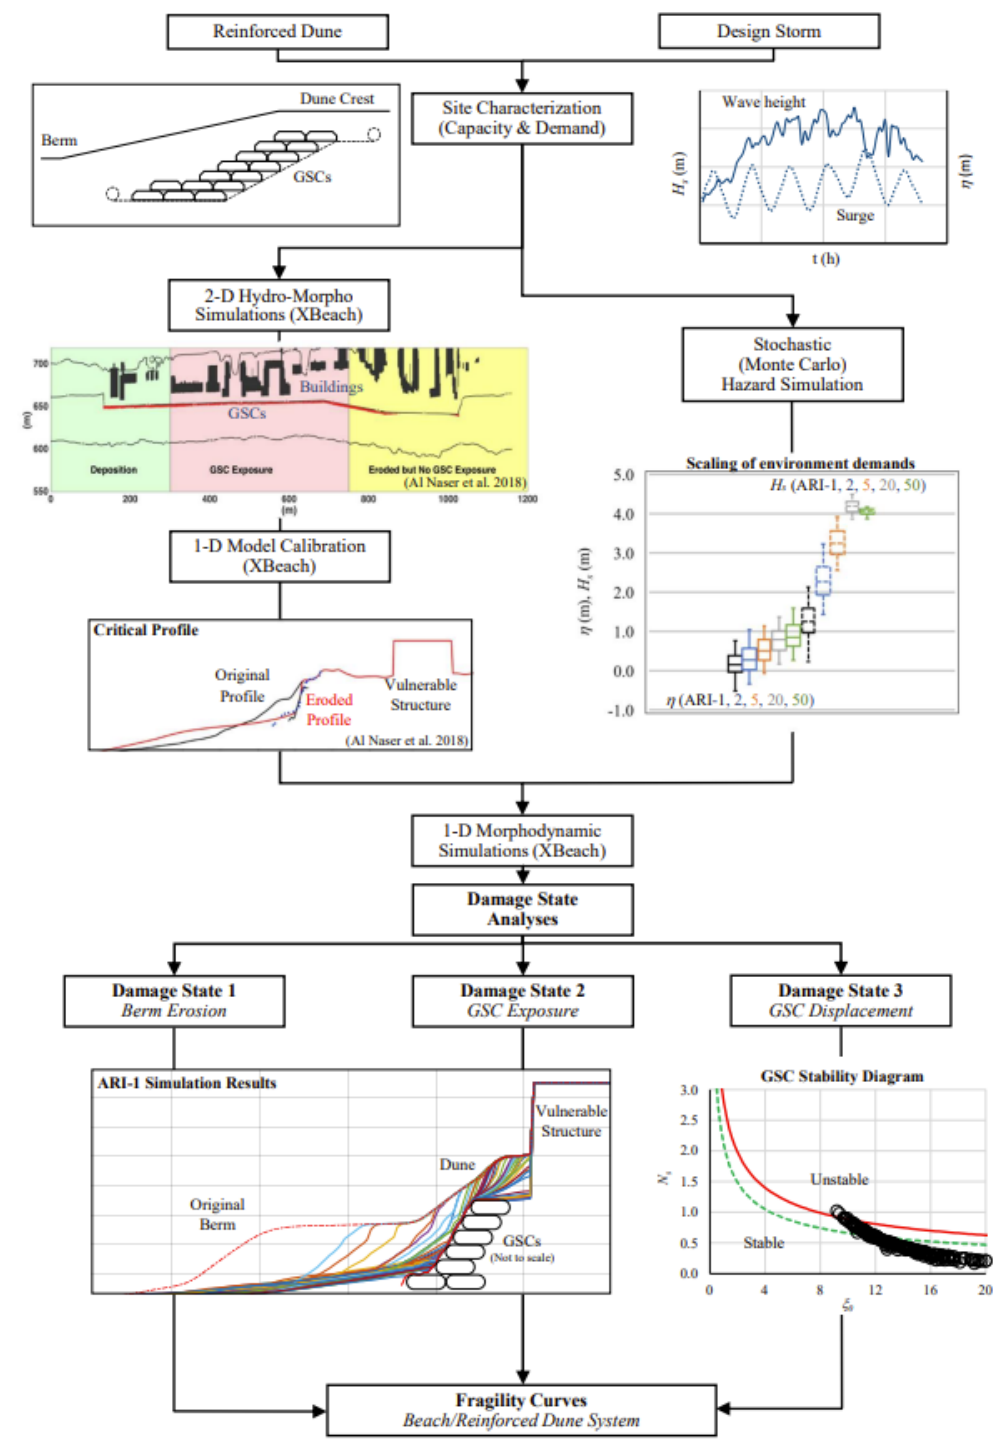 Reinforced Dune
Design Storm
Dune Crest
Berm
GSCs
Site Characterization
(Capacity & Demand)
Wave height
Surge
Hs (m)
η (m)
t (h)
2-D Hydro-Morpho
Simulations (XBeach)
Stochastic
(Monte Carlo)
Hazard Simulation
700
650
600
550
(m)
Buildings
GSCs
Deposition
GSC Exposure
Eroded but No GSC Exposure
(Al Naser et al. 2018)
0
200
400
600
800
1000
1200
(m)
Scaling of environment demands
Hs (ARI-1, 2, 5, 20, 50)
5.0
4.0
3.0
2.0
1.0
0.0
-1.0
η (m), Hs (m)
η (ARI-1, 2, 5, 20, 50)
1-D Model Calibration
(XBeach)
Critical Profile
Original
Profile
Eroded
Profile
Vulnerable
Structure
(Al Naser et al. 2018)
1-D Morphodynamic
Simulations (XBeach)
Damage State
Analyses
Damage State 1
Berm Erosion
Damage State 2
GSC Exposure
Damage State 3
GSC Displacement
ARI-1 Simulation Results
Vulnerable
Structure
Dune
Original
Berm
GSCs
(Not to scale)
GSC Stability Diagram
3.0
2.5
2.0
1.5
1.0
0.5
0.0
Ns
Unstable
Stable
0
4
8
12
16
20
ξ0
Fragility Curves
Beach/Reinforced Dune System